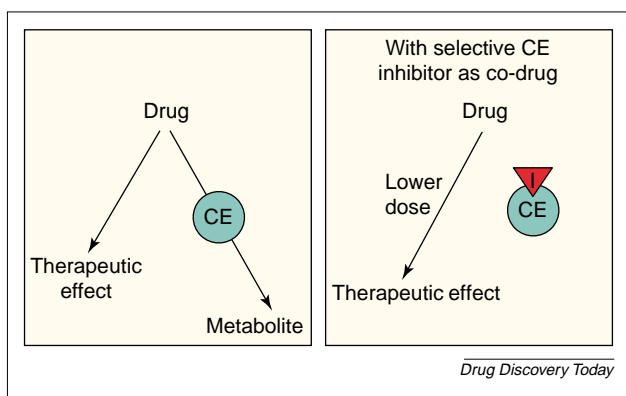 Drug
CE
Therapeutic
effect
Metabolite
With selective CE
inhibitor as co-drug
Drug
Lower
dose
I
CE
Therapeutic effect
Drug Discovery Today